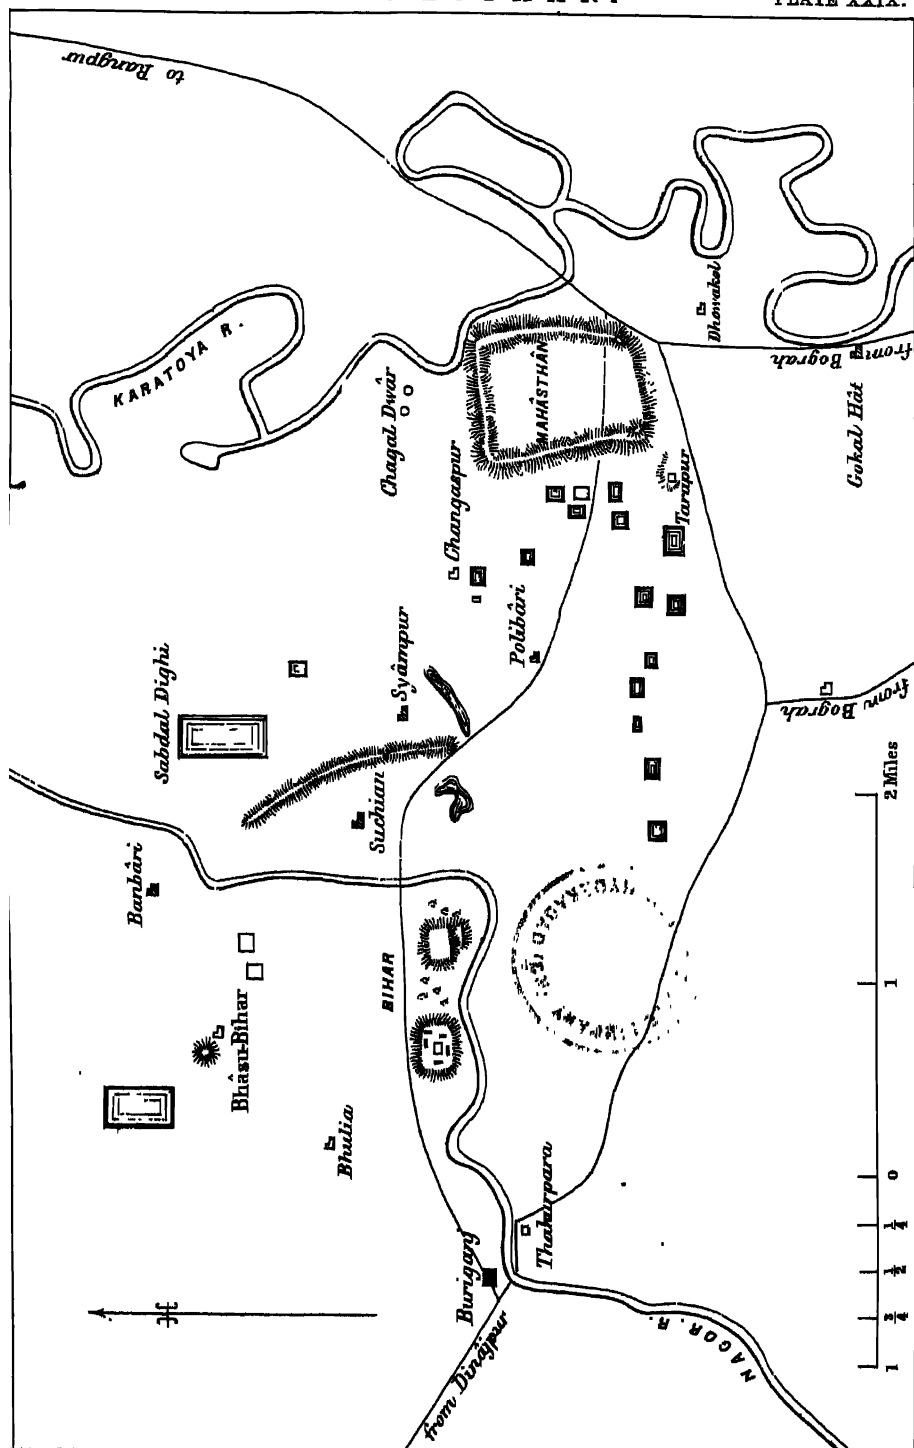 PLATE XXIX.
to Rangpur
KARATOYA R.
Dhowakol
from Bograh
MAHÂSTHÂN
Chagal Dwâr
Gokal Hât
Changaspur
Tarapur
Polibâri
Syâmpur
Sabdal Dighi
from Bograh
2 Miles
Suchian
Banbâri
BIHAR
1
Bhâsu-Bihar
Bhulia
0
Thakurpara
1/4
Buriganj
1/2
from Dinâjpur
3/4
NAGOR. R.
1